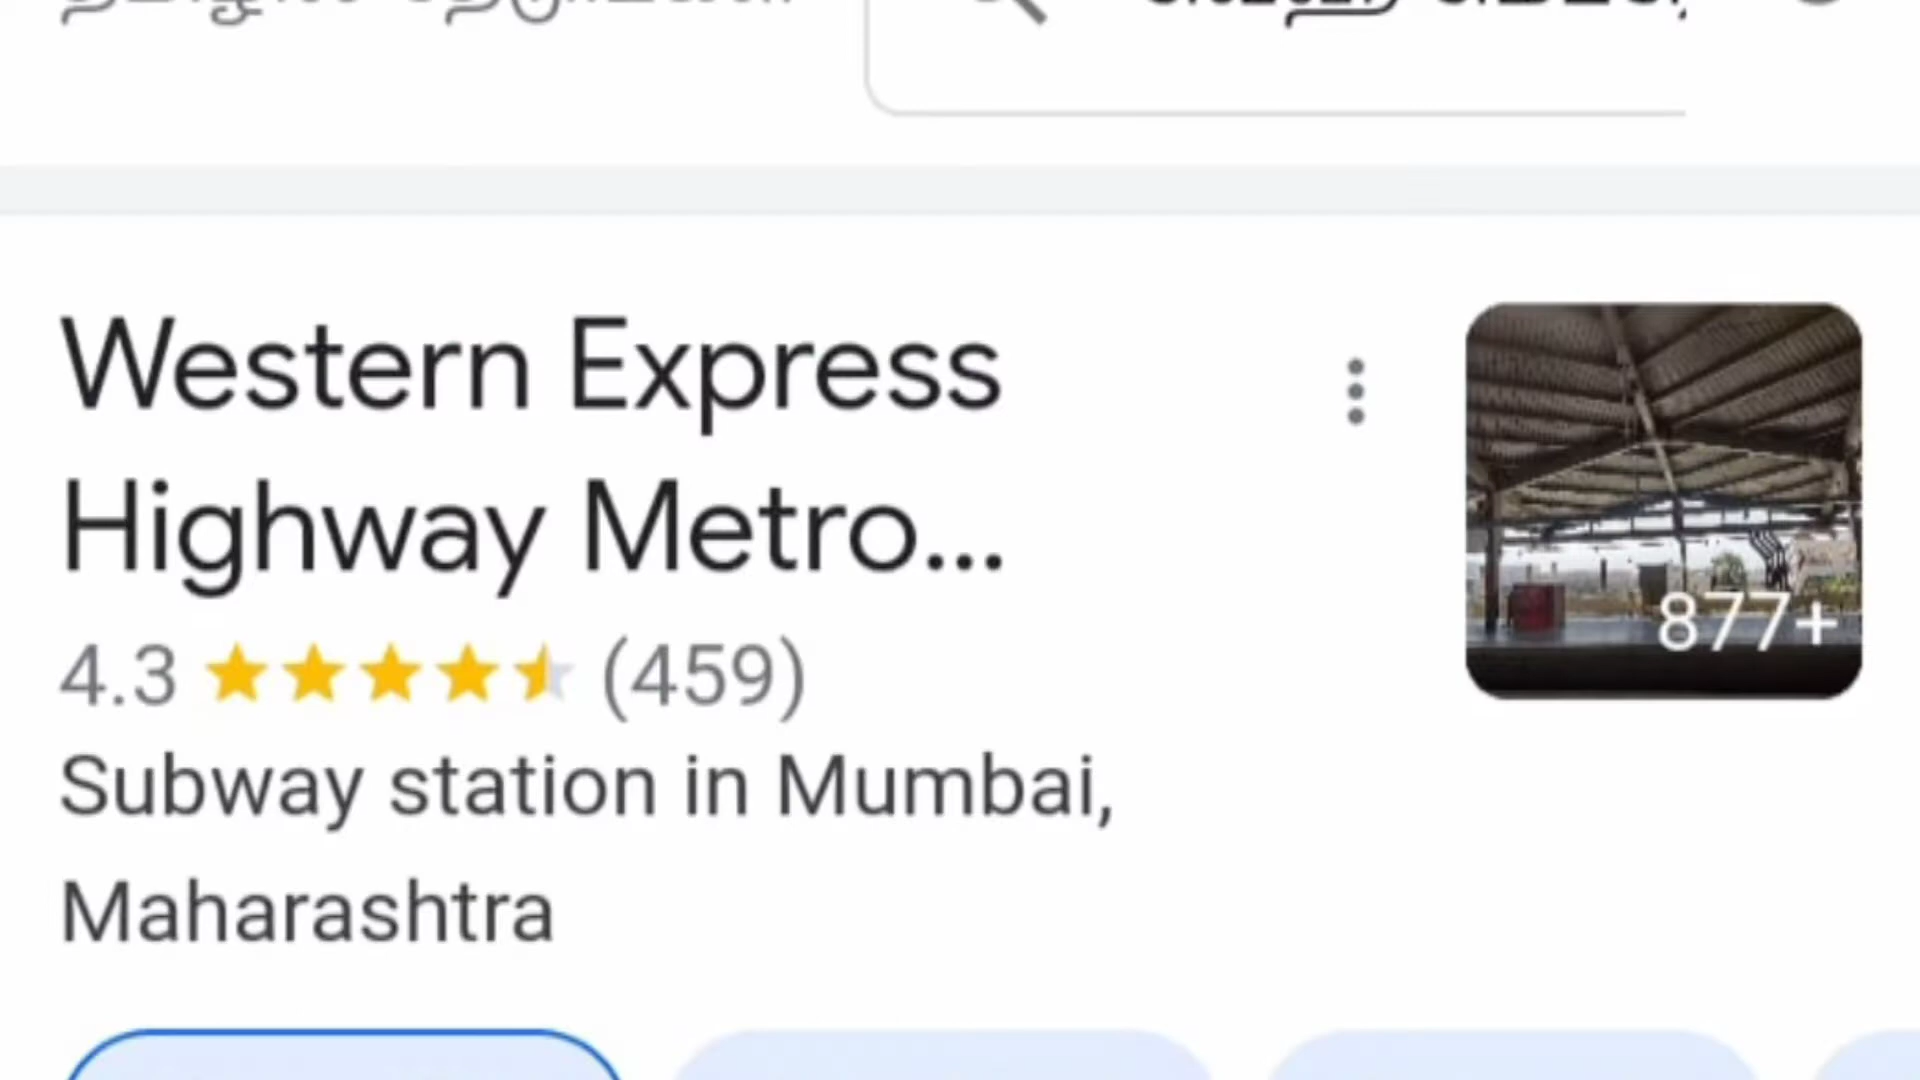 Western Express
Highway Metro...
4.3 (459)
877+
Subway station in Mumbai,
Maharashtra